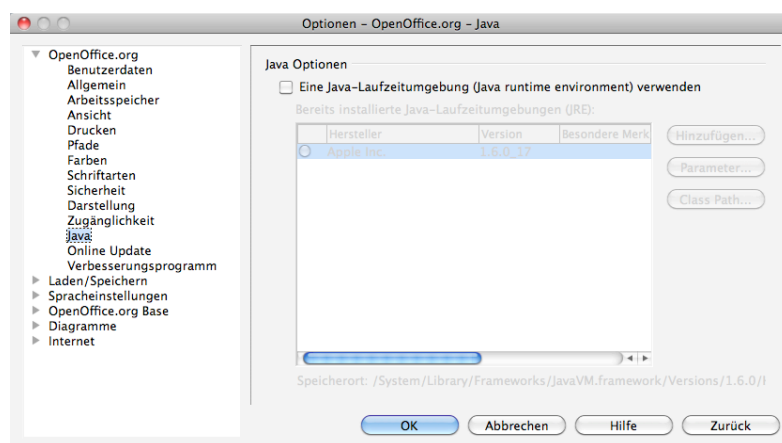 Optionen – OpenOffice.org – Java
OpenOffice.org
Benutzerdaten
Allgemein
Arbeitsspeicher
Ansicht
Drucken
Pfade
Farben
Schriftarten
Sicherheit
Darstellung
Zugänglichkeit
Java
Online Update
Verbesserungsprogramm
Laden/Speichern
Spracheinstellungen
OpenOffice.org Base
Diagramme
Internet
Java Optionen
Eine Java-Laufzeitumgebung (Java runtime environment) verwenden
Bereits installierte Java-Laufzeitumgebungen (JRE):
Hersteller Version Besondere Merk
Apple Inc. 1.6.0_17
Hinzufügen...
Parameter...
Class Path...
Speicherort: /System/Library/Frameworks/JavaVM.framework/Versions/1.6.0/
OK Abbrechen Hilfe Zurück